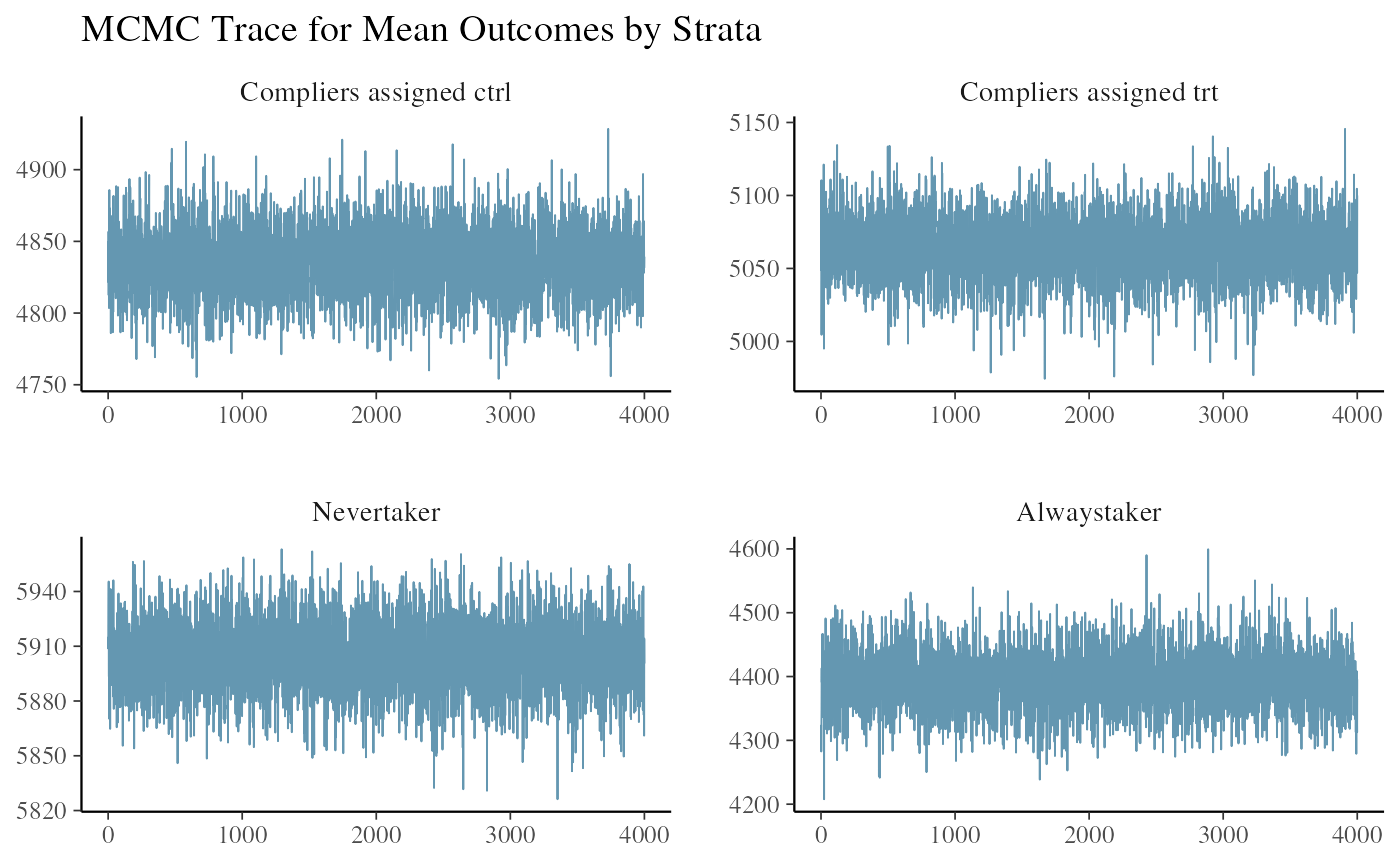 MCMC Trace for Mean Outcomes by Strata
Compliers assigned ctrl
4900
4850
4800
4750
0 1000 2000 3000 4000
Compliers assigned trt
5150
5100
5050
5000
0 1000 2000 3000 4000
Nevertaker
5940
5910
5880
5850
5820
0 1000 2000 3000 4000
Alwaystaker
4600
4500
4400
4300
4200
0 1000 2000 3000 4000